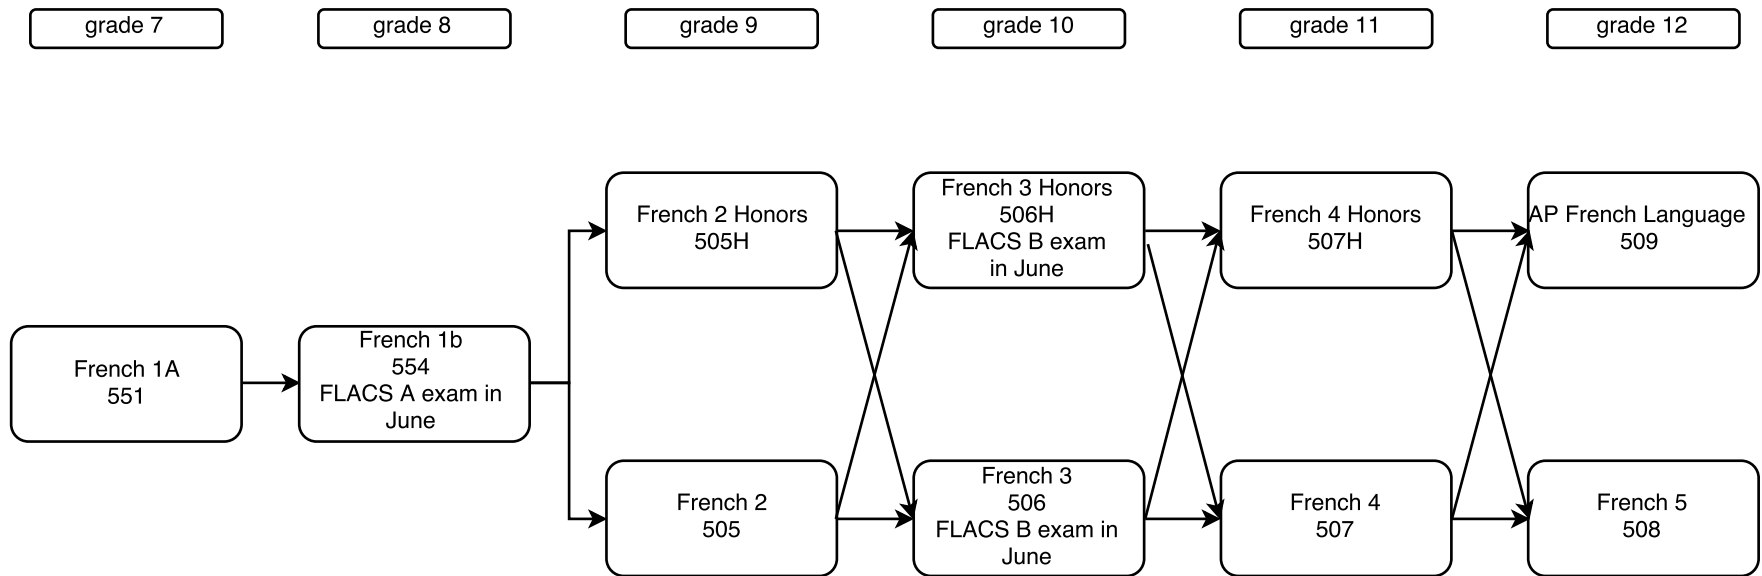 grade 7
grade 8
grade 9
grade 10
grade 11
grade 12
French 1A
551
French 1b
554
FLACS A exam in
June
French 2 Honors
505H
French 2
505
French 3 Honors
506H
FLACS B exam
in June
French 3
506
FLACS B exam in
June
French 4 Honors
507H
French 4
507
AP French Language
509
French 5
508